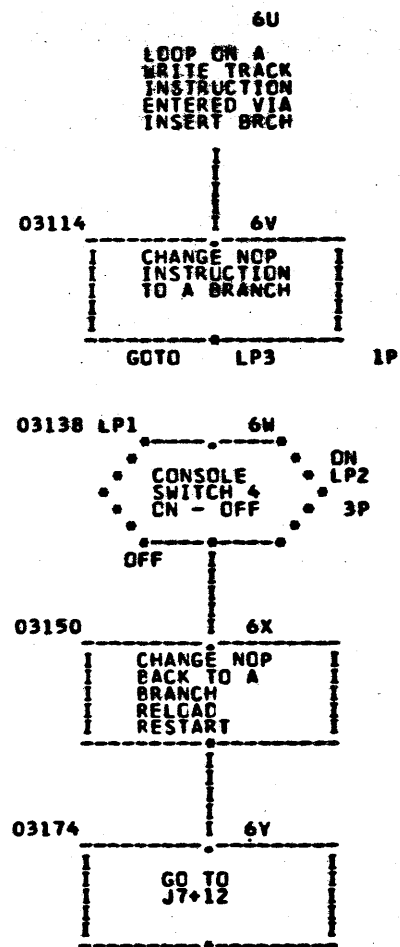 6U
LOOP ON A
WRITE TRACK
INSTRUCTION
ENTERED VIA
INSERT BRCH
03114 6V
CHANGE NOP
INSTRUCTION
TO A BRANCH
GOTO LP3 1P
03138 LP1 6W
CONSOLE
SWITCH 4
ON - OFF
ON
LP2
3P
OFF
03150 6X
CHANGE NOP
BACK TO A
BRANCH
RELOAD
RESTART
03174 6Y
GO TO
J7+12